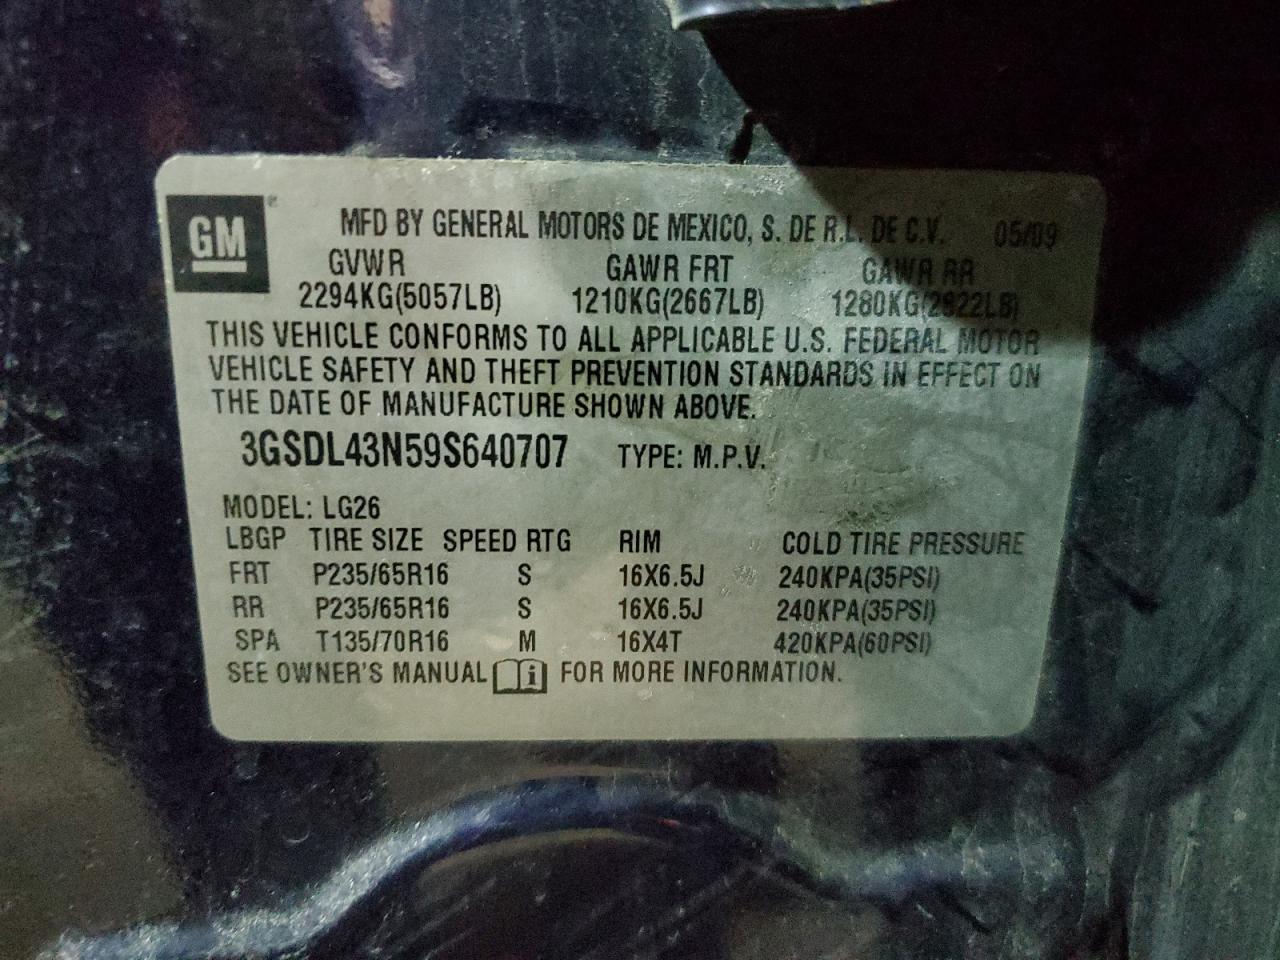 GM
MFD BY GENERAL MOTORS DE MEXICO, S. DE R.L. DE C.V. 05/09
GVWR GAWR FRT GAWR RR
2294KG(5057LB) 1210KG(2667LB) 1280KG(2822LB)
THIS VEHICLE CONFORMS TO ALL APPLICABLE U.S. FEDERAL MOTOR
VEHICLE SAFETY AND THEFT PREVENTION STANDARDS IN EFFECT ON
THE DATE OF MANUFACTURE SHOWN ABOVE.
3GSDL43N59S640707 TYPE: M.P.V.
MODEL: LG26
LBGP TIRE SIZE SPEED RTG RIM COLD TIRE PRESSURE
FRT P235/65R16 S 16X6.5J 240KPA(35PSI)
RR P235/65R16 S 16X6.5J 240KPA(35PSI)
SPA T135/70R16 M 16X4T 420KPA(60PSI)
SEE OWNER'S MANUAL FOR MORE INFORMATION.